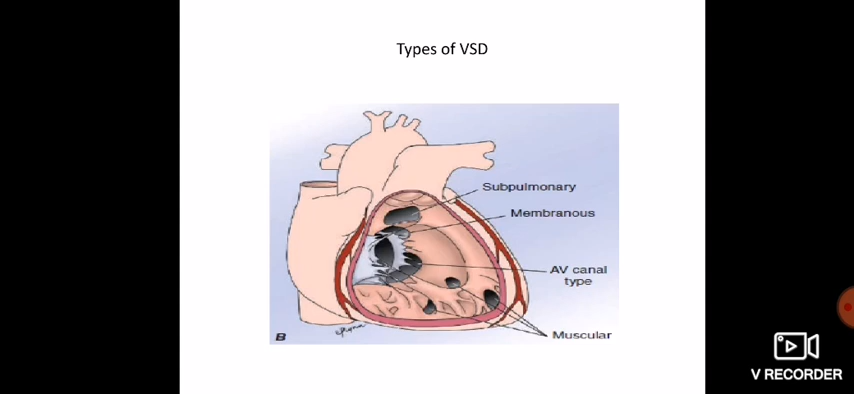 Types of VSD
Subpulmonary
Membranous
AV canal
type
Muscular
B
V RECORDER